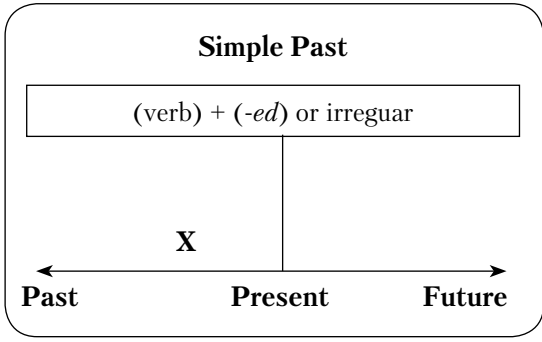 Simple Past
(verb) + (-ed) or irreguar
X
Past Present Future